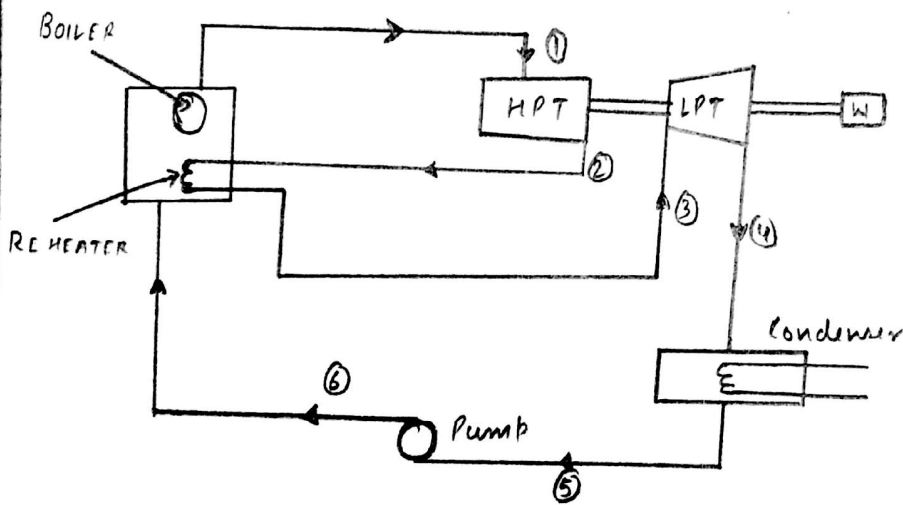 BOILER
①
HPT
LPT
W
②
③
REHEATER
④
Condenser
⑥
Pump
⑤